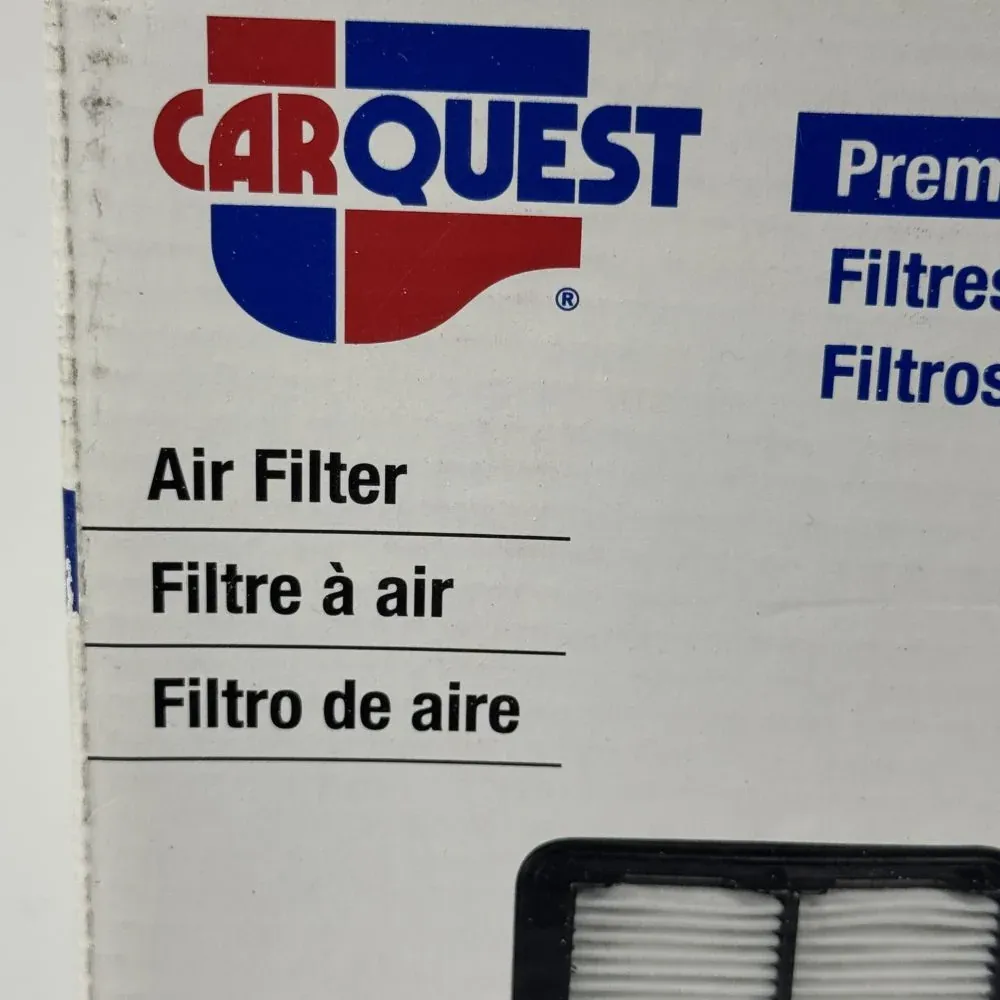 CARQUEST
®
Prem
Filtres
Filtros
Air Filter
Filtre à air
Filtro de aire